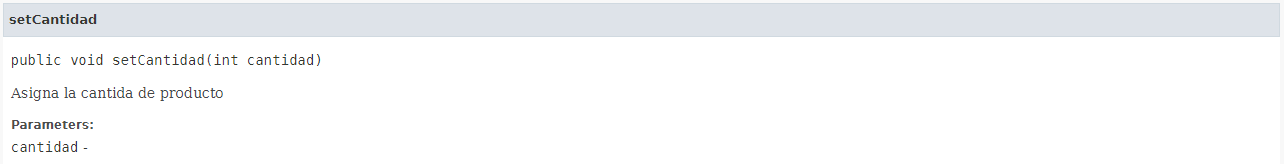 setCantidad
public void setCantidad(int cantidad)
Asigna la cantida de producto
Parameters:
cantidad -